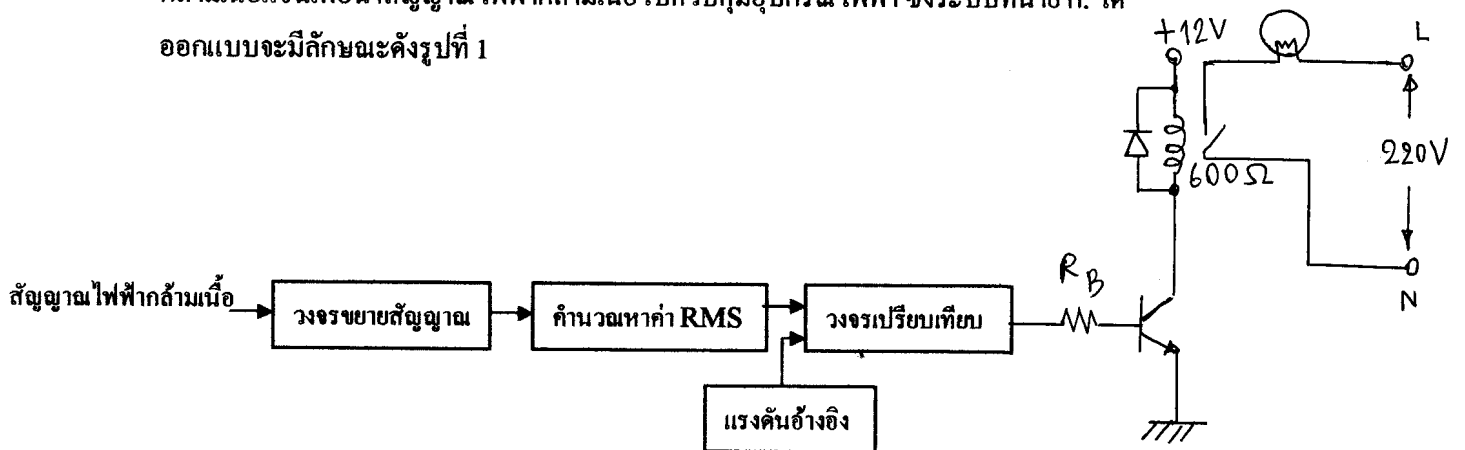 ออกแบบจะมีลักษณะดังรูปที่ 1
+12V
L
220V
600Ω
N
R_B
สัญญาณไฟฟ้ากล้ามเนื้อ
วงจรขยายสัญญาณ
คำนวณหาค่า RMS
วงจรเปรียบเทียบ
แรงดันอ้างอิง